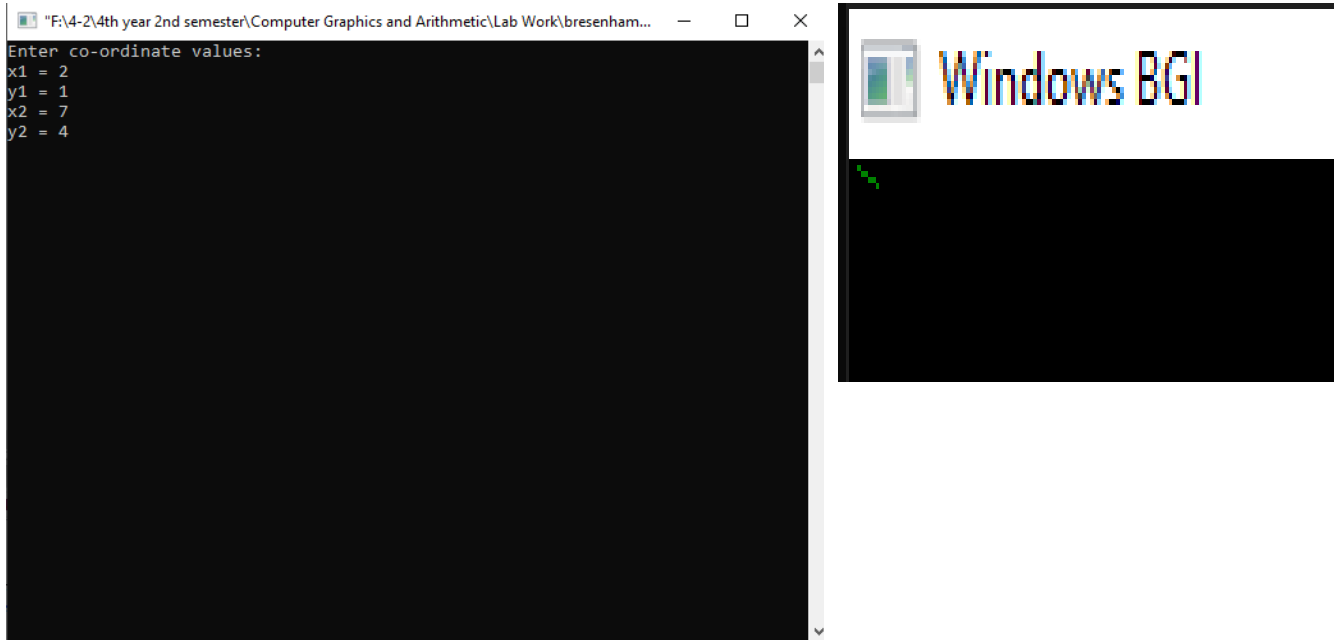 "F:\4-2\4th year 2nd semester\Computer Graphics and Arithmetic\Lab Work\bresenham...
Enter co-ordinate values:
x1 = 2
y1 = 1
x2 = 7
y2 = 4
Windows BGI